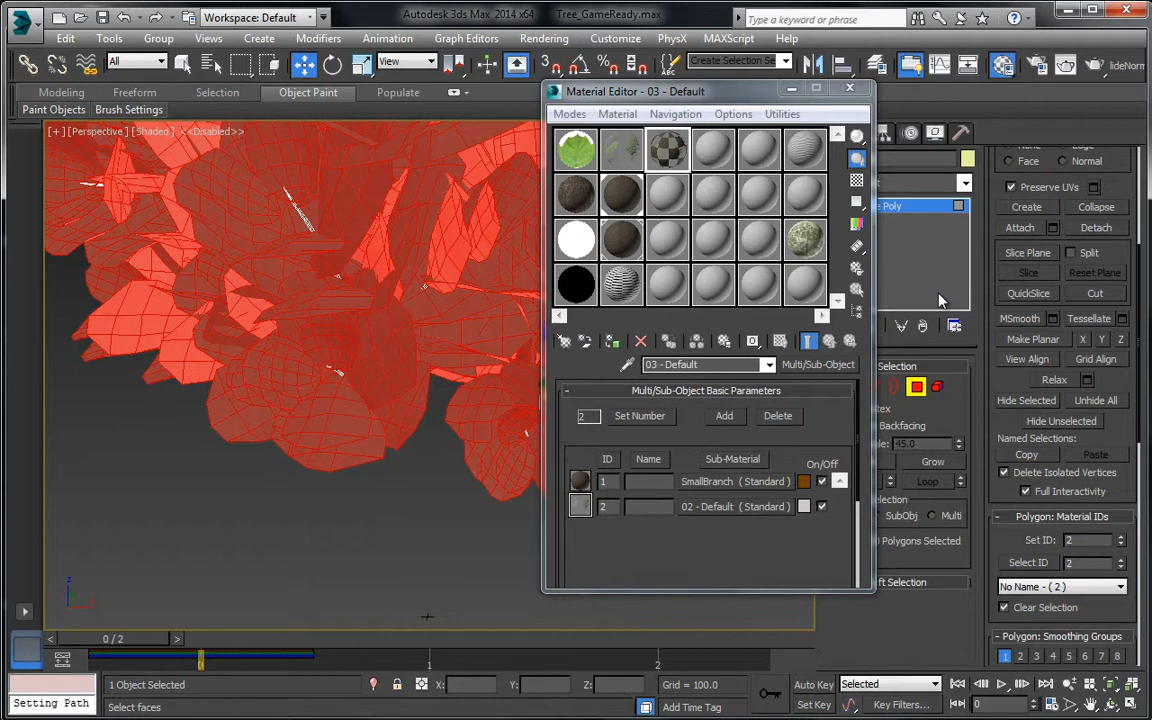 Workspace: Default
Autodesk 3ds Max 2014 x64 Tree_GameReady.max
Type a keyword or phrase
Edit Tools Group Views Create Modifiers Animation Graph Editors Rendering Customize PhysX MAXScript Help
All View Create Selection Se lideNorm
Modeling Freeform Selection Object Paint Populate
Paint Objects Brush Settings
[+] [Perspective] [Shaded] <<Disabled>>
Material Editor - 03 - Default
Modes Material Navigation Options Utilities
03 - Default Multi/Sub-Object
Multi/Sub-Object Basic Parameters
2 Set Number Add Delete
ID Name Sub-Material On/Off
1 SmallBranch ( Standard )
2 02 - Default ( Standard )
e Poly
Selection
rtex
Backfacing
le: 45.0
Grow
Loop
election
SubObj Multi
Polygons Selected
ft Selection
Face Normal
Preserve UVs
Create Collapse
Attach Detach
Slice Plane Split
Slice Reset Plane
QuickSlice Cut
MSmooth Tessellate
Make Planar X Y Z
View Align Grid Align
Relax
Hide Selected Unhide All
Hide Unselected
Named Selections:
Copy Paste
Delete Isolated Vertices
Full Interactivity
Polygon: Material IDs
Set ID: 2
Select ID 2
No Name - ( 2 )
Clear Selection
Polygon: Smoothing Groups
1 2 3 4 5 6 7 8
z
0 / 2
0 1 2
1 Object Selected X: Y: Z: Grid = 100.0 Auto Key Selected
Setting Path Select faces Add Time Tag Set Key Key Filters... 0